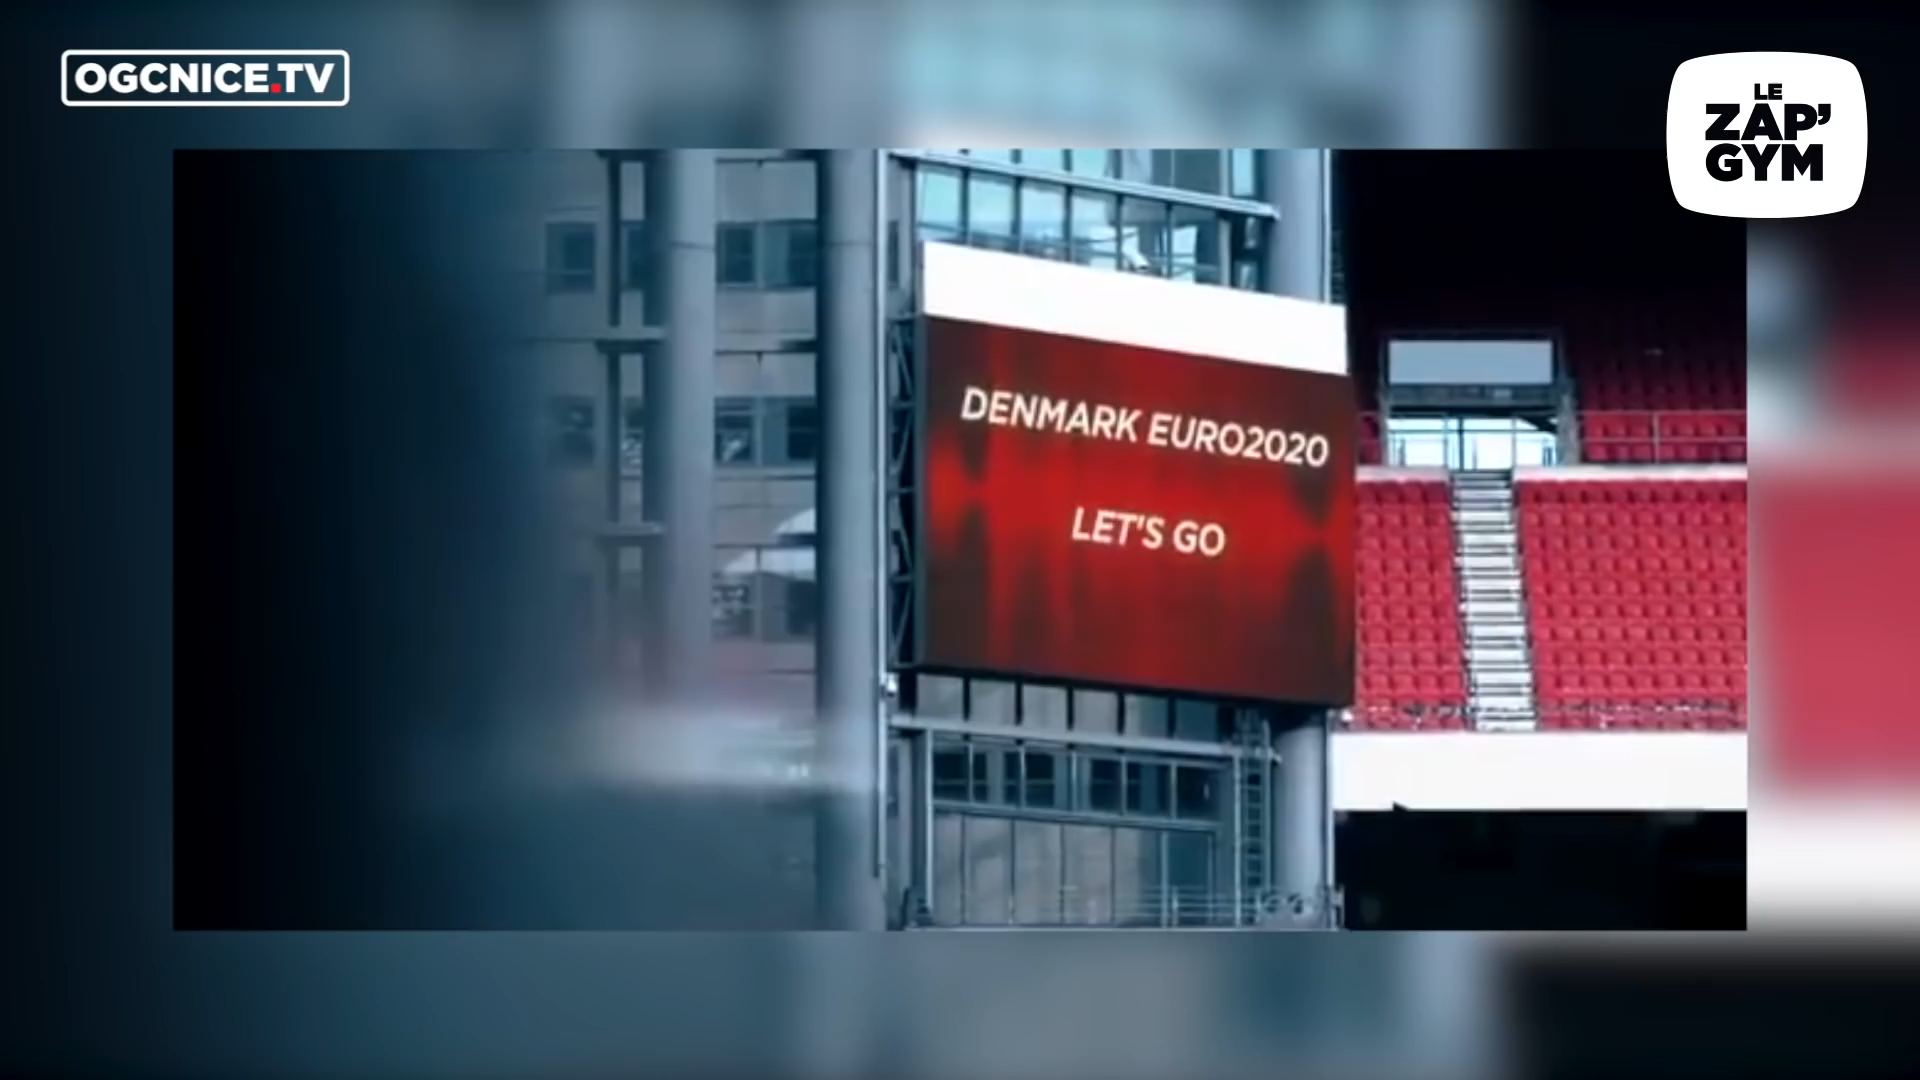 OGCNICE.TV
LE
ZAP'
GYM
DENMARK EURO2020
LET'S GO